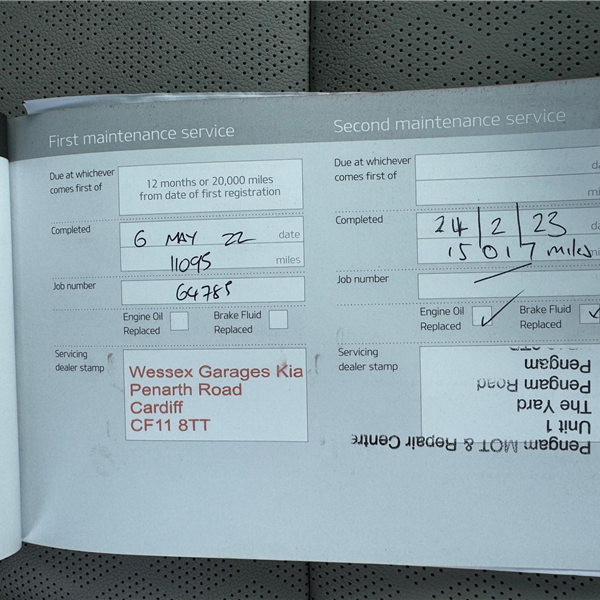 First maintenance service
Due at whichever comes first of
12 months or 20,000 miles
from date of first registration
Completed
6 MAY 22 date
11095 miles
Job number
64785
Engine Oil Replaced
Brake Fluid Replaced
Servicing dealer stamp
Wessex Garages Kia
Penarth Road
Cardiff
CF11 8TT
Second maintenance service
Due at whichever comes first of
Completed
24 2 23
15 017 miles
Job number
Engine Oil Replaced
Brake Fluid Replaced
Servicing dealer stamp
Pengam MOT & Repair Centre
Unit 1
The Yard
Pengam Road
Pengam